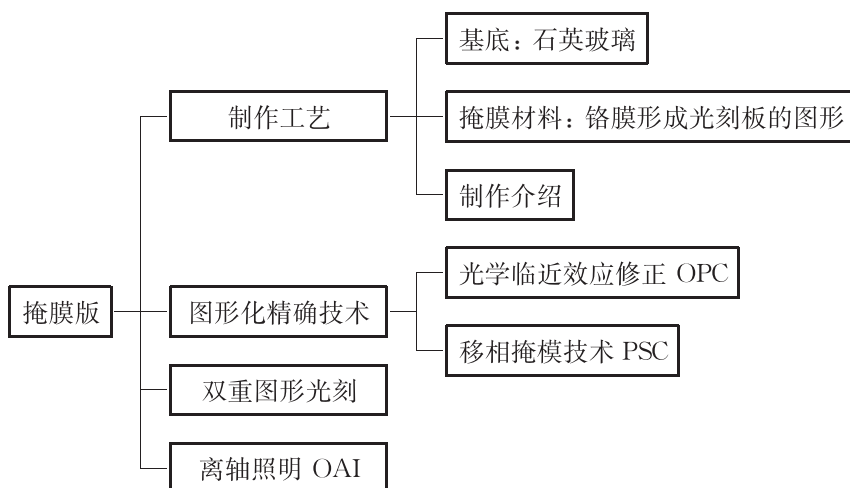 掩膜版
制作工艺
基底：石英玻璃
掩膜材料：铬膜形成光刻板的图形
制作介绍
图形化精确技术
光学临近效应修正 OPC
移相掩模技术 PSC
双重图形光刻
离轴照明 OAI